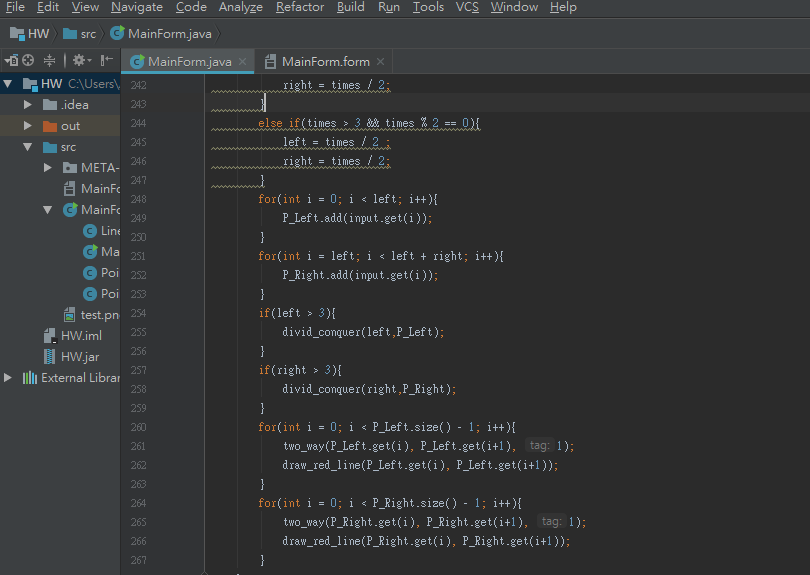 File Edit View Navigate Code Analyze Refactor Build Run Tools VCS Window Help
HW src MainForm.java
MainForm.java MainForm.form
HW C:\Users\
.idea
out
src
META-
MainFo
MainFo
Line
Ma
Poi
Poi
test.pn
HW.iml
HW.jar
External Librar
242 right = times / 2;
243 }
244 else if(times > 3 && times % 2 == 0){
245 left = times / 2 ;
246 right = times / 2;
247 }
248 for(int i = 0; i < left; i++){
249 P_Left.add(input.get(i));
250 }
251 for(int i = left; i < left + right; i++){
252 P_Right.add(input.get(i));
253 }
254 if(left > 3){
255 divid_conquer(left,P_Left);
256 }
257 if(right > 3){
258 divid_conquer(right,P_Right);
259 }
260 for(int i = 0; i < P_Left.size() - 1; i++){
261 two_way(P_Left.get(i), P_Left.get(i+1), tag: 1);
262 draw_red_line(P_Left.get(i), P_Left.get(i+1));
263 }
264 for(int i = 0; i < P_Right.size() - 1; i++){
265 two_way(P_Right.get(i), P_Right.get(i+1), tag: 1);
266 draw_red_line(P_Right.get(i), P_Right.get(i+1));
267 }